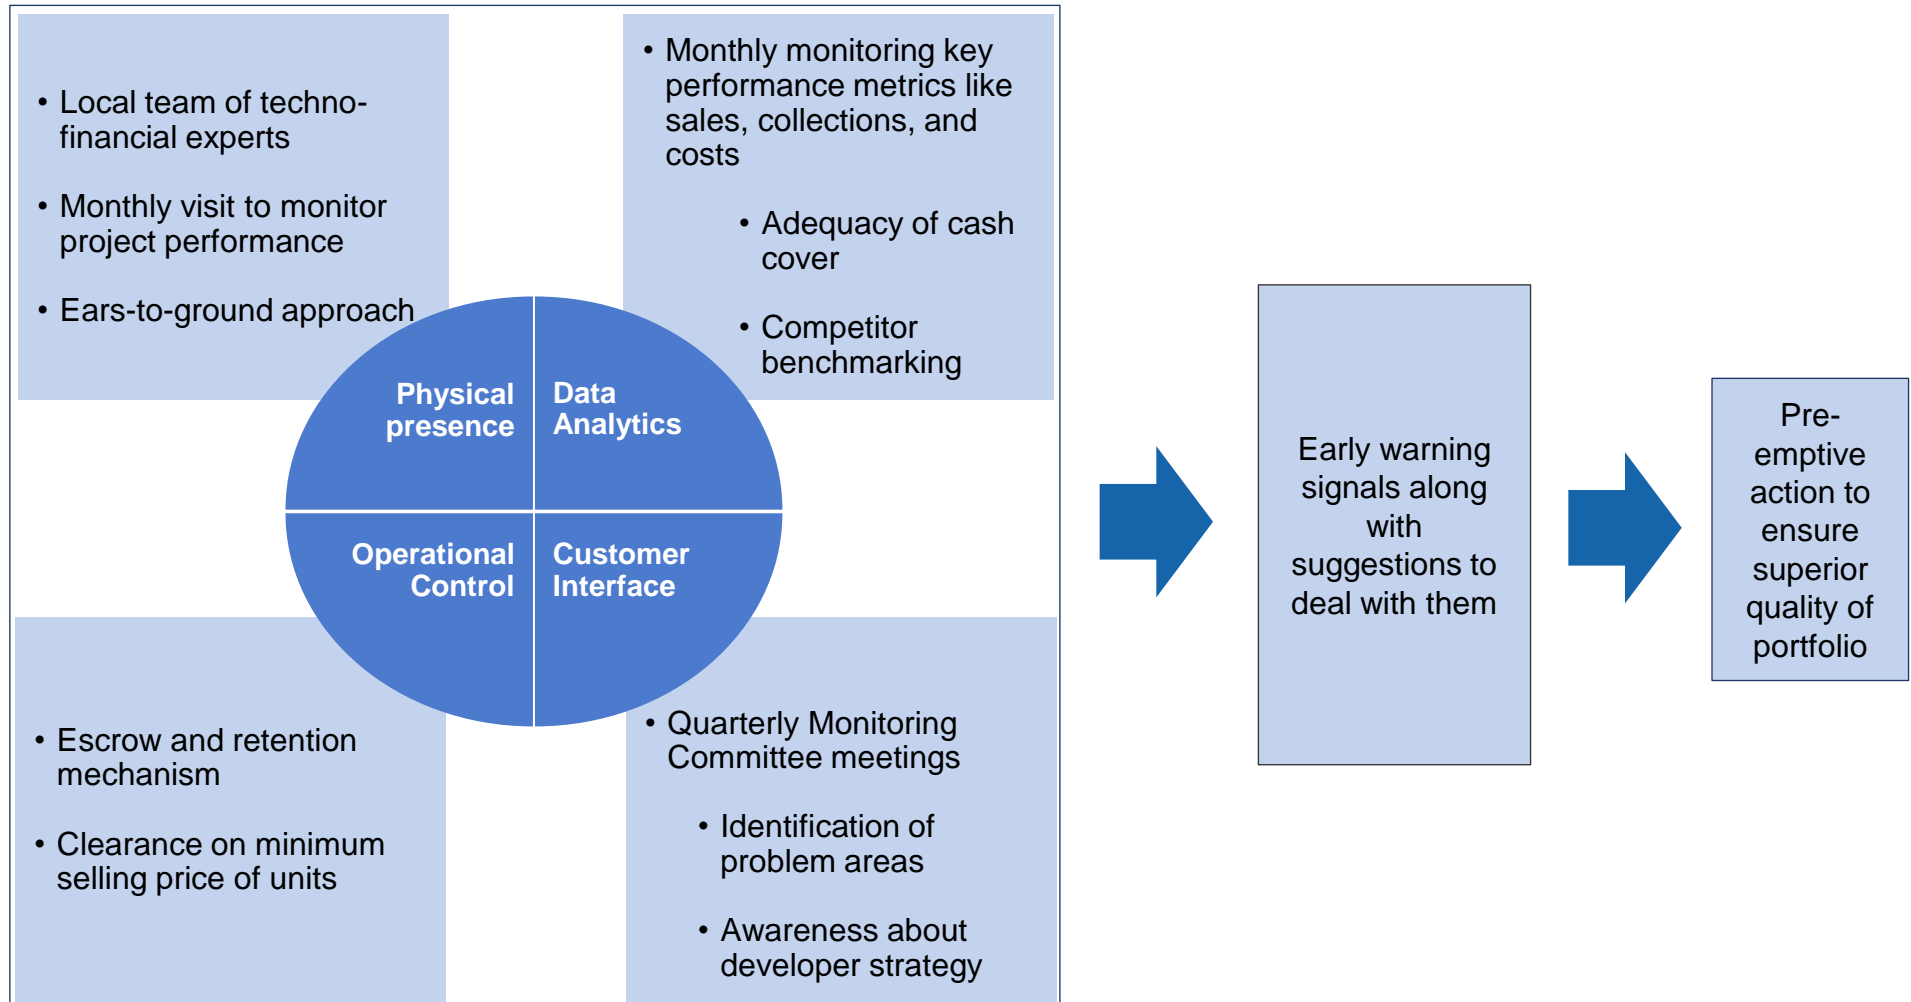 • Local team of techno-
financial experts
• Monthly visit to monitor
project performance
• Ears-to-ground approach
• Monthly monitoring key
performance metrics like
sales, collections, and
costs
• Adequacy of cash
cover
• Competitor
benchmarking
Physical
presence
Data
Analytics
Operational
Control
Customer
Interface
• Escrow and retention
mechanism
• Clearance on minimum
selling price of units
• Quarterly Monitoring
Committee meetings
• Identification of
problem areas
• Awareness about
developer strategy
Early warning
signals along
with
suggestions to
deal with them
Pre-
emptive
action to
ensure
superior
quality of
portfolio